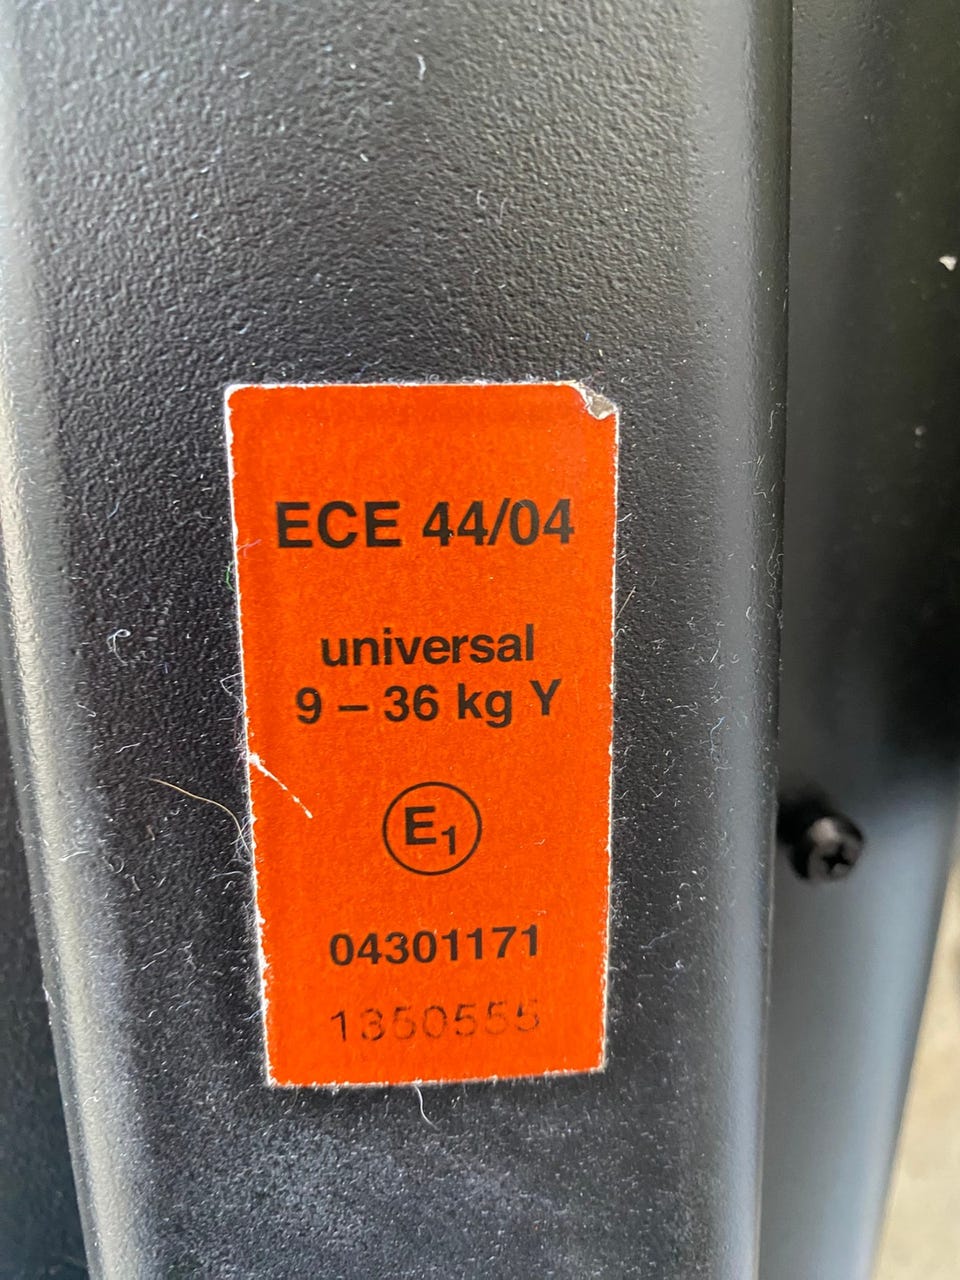 ECE 44/04
universal
9 – 36 kg Y
E1
04301171
1350555